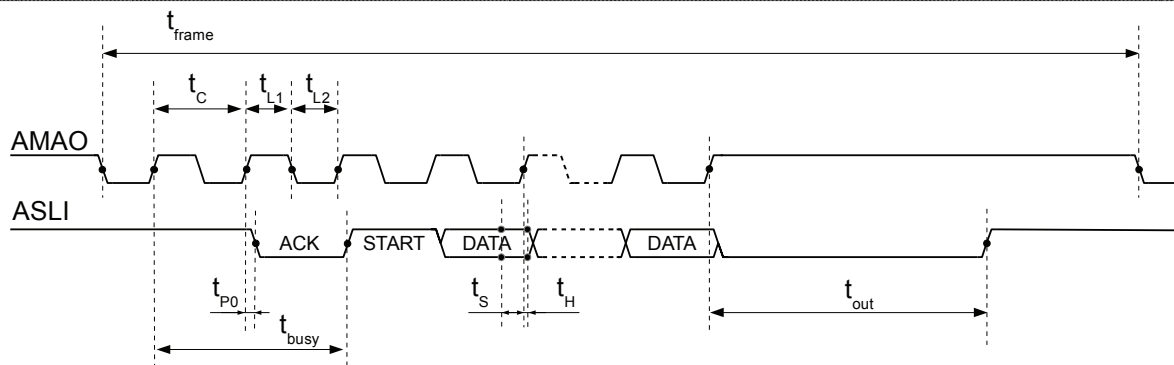 tframe
tC tL1 tL2
AMAO
ASLI
ACK START DATA DATA
tP0 tS tH tout
tbusy